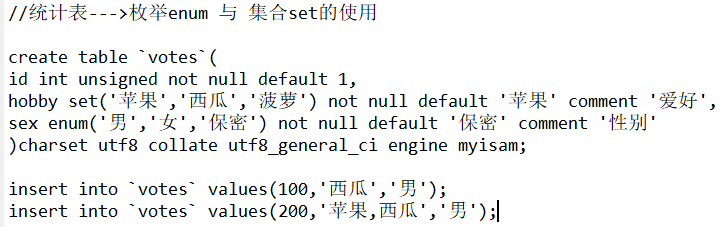 //统计表--->枚举enum 与 集合set的使用
create table `votes`(
id int unsigned not null default 1,
hobby set('苹果','西瓜','菠萝') not null default '苹果' comment '爱好',
sex enum('男','女','保密') not null default '保密' comment '性别'
)charset utf8 collate utf8_general_ci engine myisam;
insert into `votes` values(100,'西瓜','男');
insert into `votes` values(200,'苹果,西瓜','男');